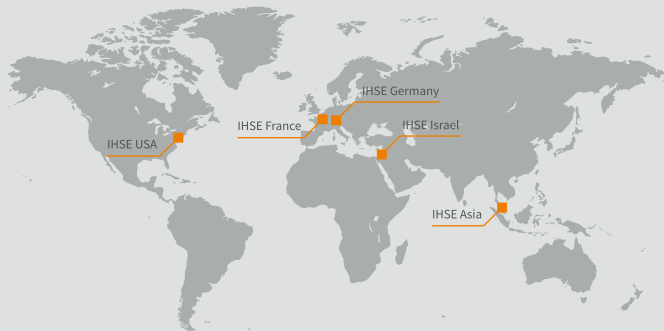 IHSE Germany
IHSE France
IHSE Israel
IHSE USA
IHSE Asia